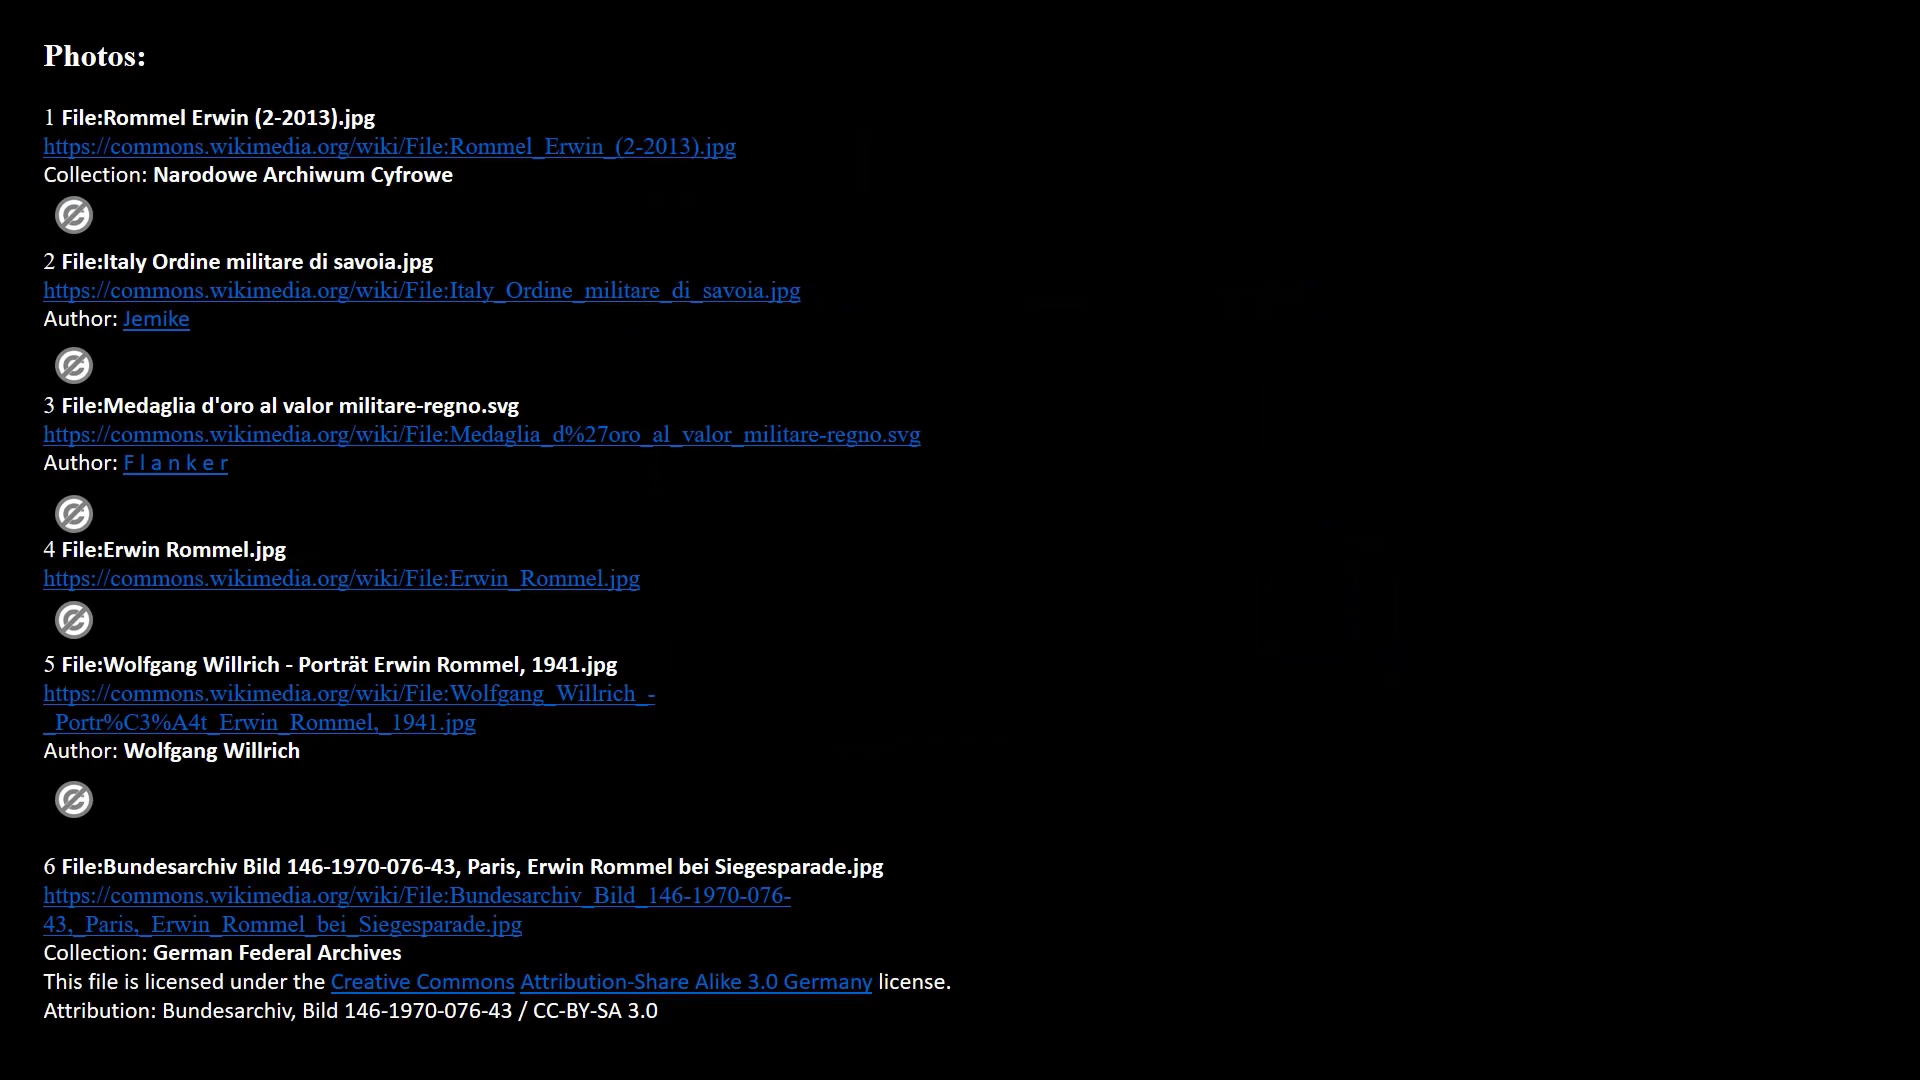 Photos:
1 File:Rommel Erwin (2-2013).jpg
https://commons.wikimedia.org/wiki/File:Rommel_Erwin_(2-2013).jpg
Collection: Narodowe Archiwum Cyfrowe
2 File:Italy Ordine militare di savoia.jpg
https://commons.wikimedia.org/wiki/File:Italy_Ordine_militare_di_savoia.jpg
Author: Jemike
3 File:Medaglia d'oro al valor militare-regno.svg
https://commons.wikimedia.org/wiki/File:Medaglia_d%27oro_al_valor_militare-regno.svg
Author: F l a n k e r
4 File:Erwin Rommel.jpg
https://commons.wikimedia.org/wiki/File:Erwin_Rommel.jpg
5 File:Wolfgang Willrich - Porträt Erwin Rommel, 1941.jpg
https://commons.wikimedia.org/wiki/File:Wolfgang_Willrich_-
_Portr%C3%A4t_Erwin_Rommel,_1941.jpg
Author: Wolfgang Willrich
6 File:Bundesarchiv Bild 146-1970-076-43, Paris, Erwin Rommel bei Siegesparade.jpg
https://commons.wikimedia.org/wiki/File:Bundesarchiv_Bild_146-1970-076-
43,_Paris,_Erwin_Rommel_bei_Siegesparade.jpg
Collection: German Federal Archives
This file is licensed under the Creative Commons Attribution-Share Alike 3.0 Germany license.
Attribution: Bundesarchiv, Bild 146-1970-076-43 / CC-BY-SA 3.0